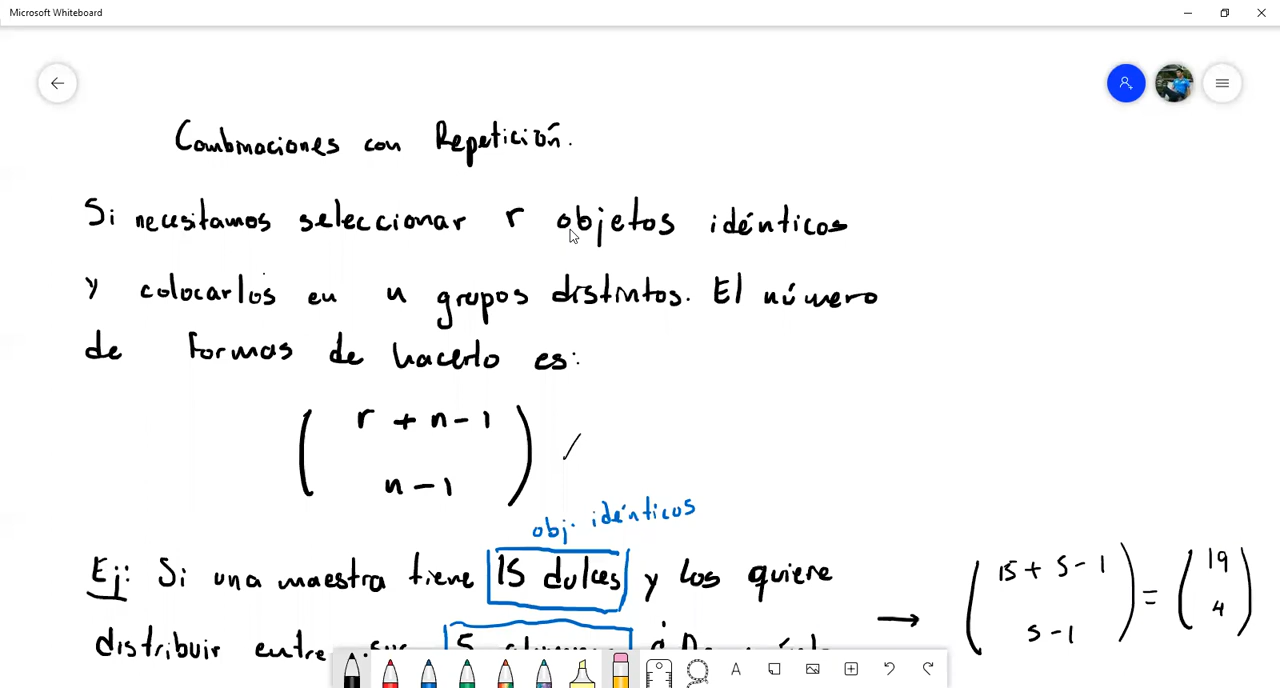 Microsoft Whiteboard
Combinaciones con Repetición.
Si necesitamos seleccionar r objetos idénticos
y colocarlos en n grupos distintos. El número
de formas de hacerlo es:
( r + n - 1
n - 1 ) ✓
obj. idénticos
Ej: Si una maestra tiene 15 dulces y los quiere
distribuir entre sus 5
→ ( 15 + 5 - 1
5 - 1 ) = ( 19
4 )